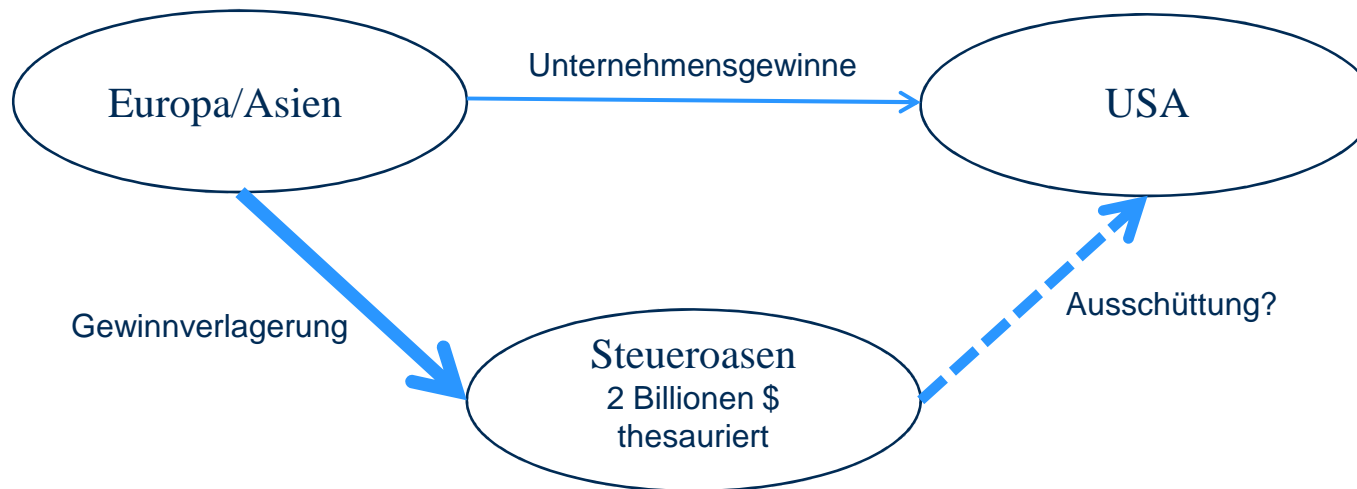 Unternehmensgewinne
Europa/Asien
USA
Gewinnverlagerung
Ausschüttung?
Steueroasen
2 Billionen $
thesauriert